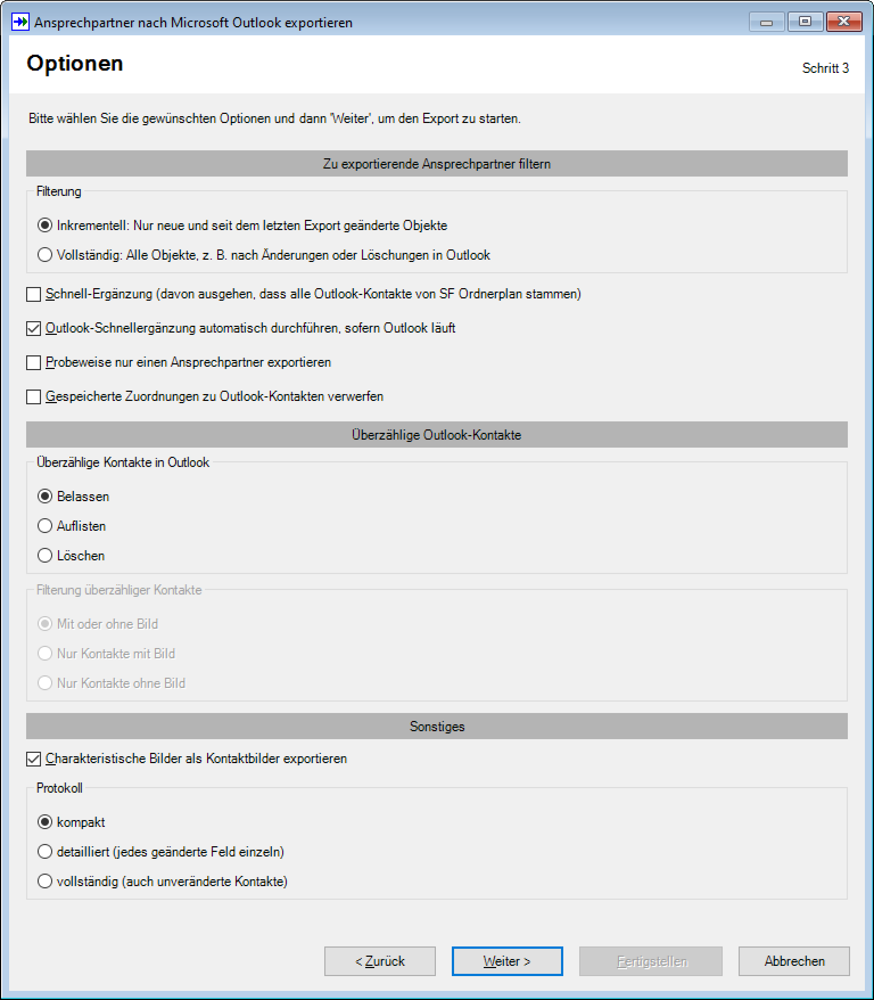 Ansprechpartner nach Microsoft Outlook exportieren
Optionen
Schritt 3
Bitte wählen Sie die gewünschten Optionen und dann 'Weiter', um den Export zu starten.
Zu exportierende Ansprechpartner filtern
Filterung
Inkrementell: Nur neue und seit dem letzten Export geänderte Objekte
Vollständig: Alle Objekte, z. B. nach Änderungen oder Löschungen in Outlook
Schnell-Ergänzung (davon ausgehen, dass alle Outlook-Kontakte von SF Ordnerplan stammen)
Outlook-Schnellergänzung automatisch durchführen, sofern Outlook läuft
Probeweise nur einen Ansprechpartner exportieren
Gespeicherte Zuordnungen zu Outlook-Kontakten verwerfen
Überzählige Outlook-Kontakte
Überzählige Kontakte in Outlook
Belassen
Auflisten
Löschen
Filterung überzähliger Kontakte
Mit oder ohne Bild
Nur Kontakte mit Bild
Nur Kontakte ohne Bild
Sonstiges
Charakteristische Bilder als Kontaktbilder exportieren
Protokoll
kompakt
detailliert (jedes geänderte Feld einzeln)
vollständig (auch unveränderte Kontakte)
< Zurück
Weiter >
Fertigstellen
Abbrechen